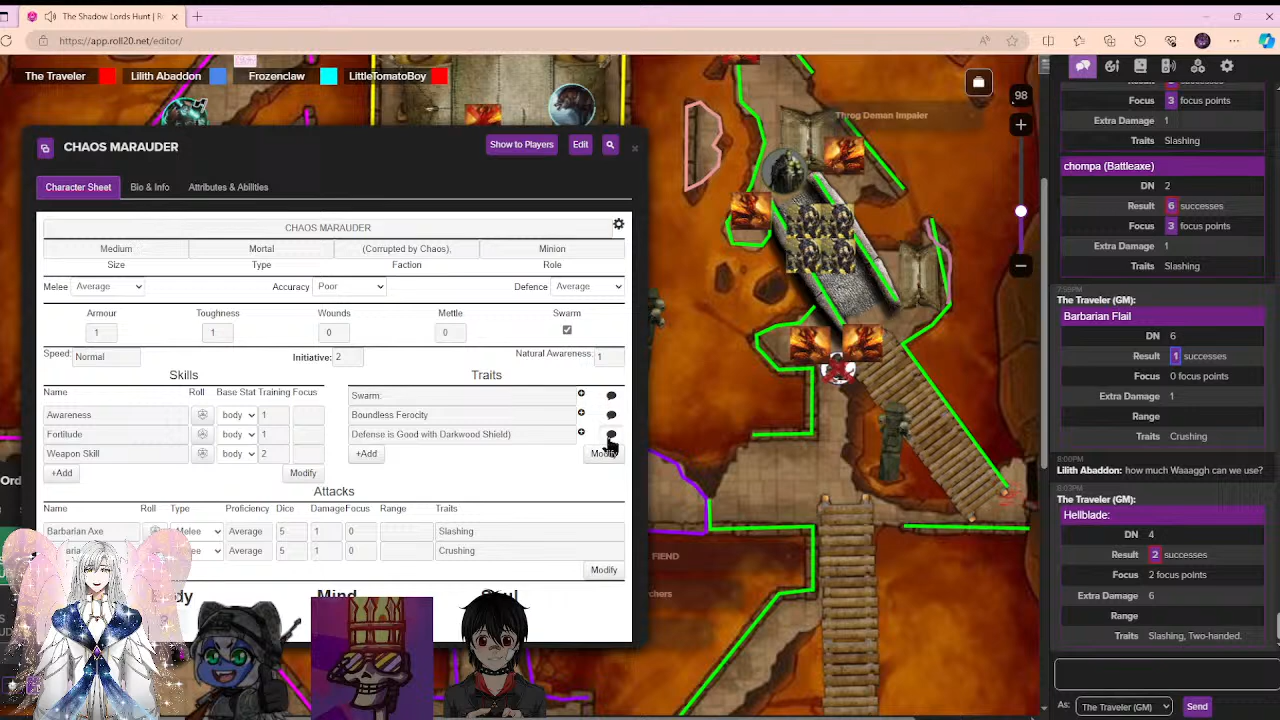 The Shadow Lords Hunt | Ro
https://app.roll20.net/editor/
The Traveler
Lilith Abaddon
Frozenclaw
LittleTomatoBoy
98
Throg Deman Impaler
CHAOS MARAUDER
Show to Players
Edit
Character Sheet
Bio & Info
Attributes & Abilities
CHAOS MARAUDER
Medium Mortal (Corrupted by Chaos), Minion
Size Type Faction Role
Melee Average Accuracy Poor Defence Average
Armour Toughness Wounds Mettle Swarm
1 1 0 0
Speed: Normal Initiative: 2 Natural Awareness: 1
Skills
Name Roll Base Stat Training Focus
Awareness body 1
Fortitude body 1
Weapon Skill body 2
+Add Modify
Traits
Swarm:
Boundless Ferocity
Defense is Good with Darkwood Shield)
+Add Modify
Attacks
Name Roll Type Proficiency Dice Damage Focus Range Traits
Barbarian Axe Melee Average 5 1 0 Slashing
Average 5 1 0 Crushing
Modify
Body Mind Soul
FIEND
Focus 3 focus points
Extra Damage 1
Traits Slashing
chompa (Battleaxe)
DN 2
Result 6 successes
Focus 3 focus points
Extra Damage 1
Traits Slashing
7:59PM
The Traveler (GM):
Barbarian Flail
DN 6
Result 1 successes
Focus 0 focus points
Extra Damage 1
Range
Traits Crushing
8:00PM
Lilith Abaddon: how much Waaaggh can we use?
8:03PM
The Traveler (GM):
Hellblade:
DN 4
Result 2 successes
Focus 2 focus points
Extra Damage 6
Range
Traits Slashing, Two-handed.
As: The Traveler (GM) Send